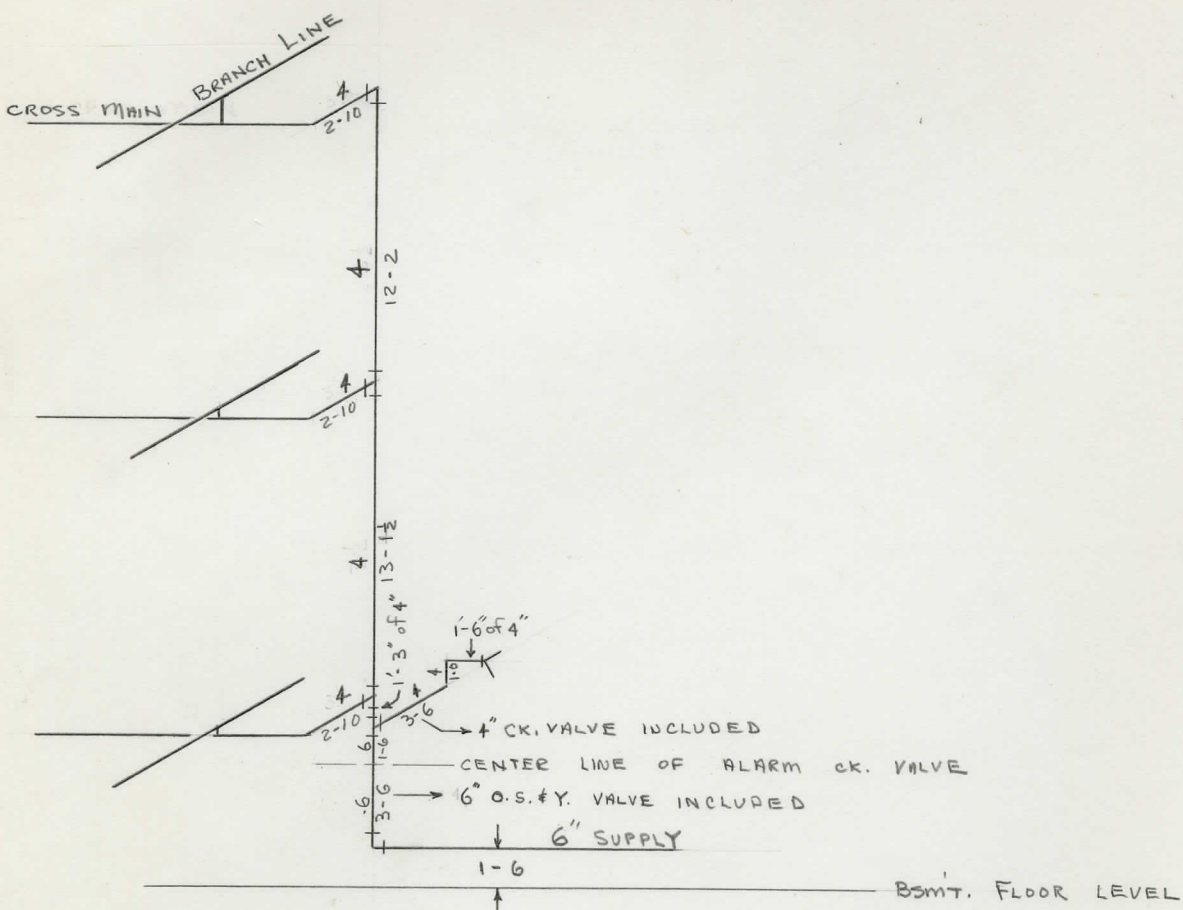 BRANCH LINE
CROSS MAIN
4
2-10
4
12-2
4
2-10
4
13-1½
1'-3" of 4"
1'-6" of 4"
4
1-0
4
2-10
4
3-6
4" CK. VALVE INCLUDED
6
1-6
CENTER LINE OF ALARM CK. VALVE
6
3-6
6" O.S. & Y. VALVE INCLUDED
6" SUPPLY
1-6
BSM'T. FLOOR LEVEL